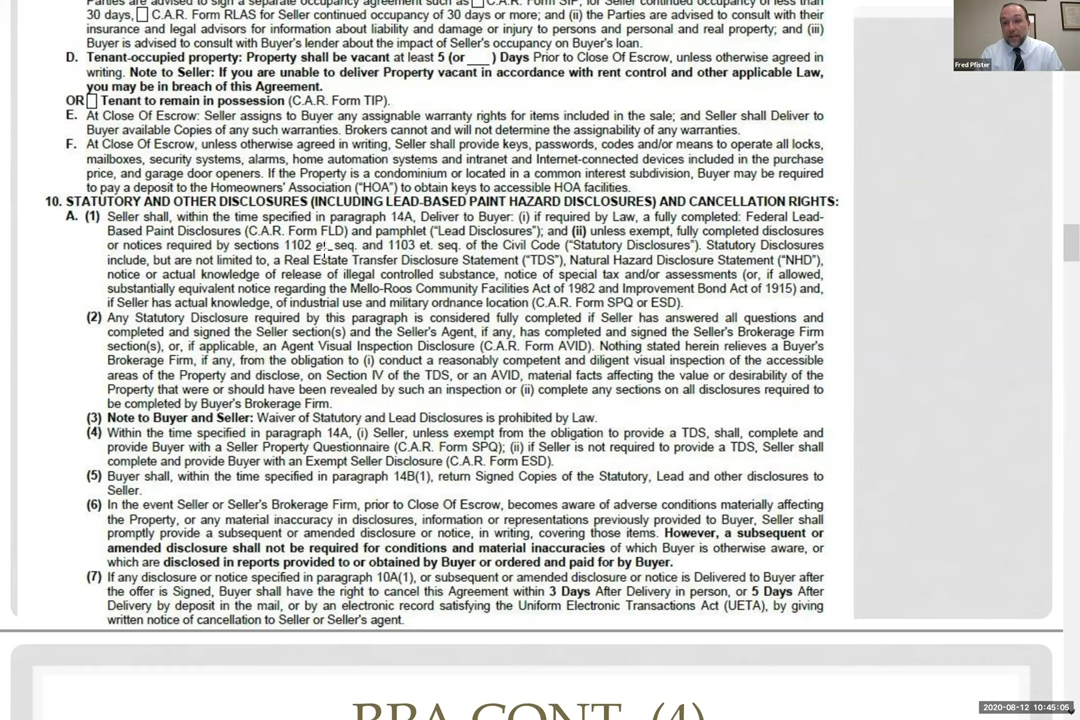 Parties are advised to sign a separate occupancy agreement such as C.A.R. Form SIP, for Seller continued occupancy of less than
30 days, C.A.R. Form RLAS for Seller continued occupancy of 30 days or more; and (ii) the Parties are advised to consult with their
insurance and legal advisors for information about liability and damage or injury to persons and personal and real property; and (iii)
Buyer is advised to consult with Buyer's lender about the impact of Seller's occupancy on Buyer's loan.
D. Tenant-occupied property: Property shall be vacant at least 5 (or ___ ) Days Prior to Close Of Escrow, unless otherwise agreed in
writing. Note to Seller: If you are unable to deliver Property vacant in accordance with rent control and other applicable Law,
you may be in breach of this Agreement.
OR Tenant to remain in possession (C.A.R. Form TIP).
E. At Close Of Escrow: Seller assigns to Buyer any assignable warranty rights for items included in the sale; and Seller shall Deliver to
Buyer available Copies of any such warranties. Brokers cannot and will not determine the assignability of any warranties.
F. At Close Of Escrow, unless otherwise agreed in writing, Seller shall provide keys, passwords, codes and/or means to operate all locks,
mailboxes, security systems, alarms, home automation systems and intranet and Internet-connected devices included in the purchase
price, and garage door openers. If the Property is a condominium or located in a common interest subdivision, Buyer may be required
to pay a deposit to the Homeowners' Association ("HOA") to obtain keys to accessible HOA facilities.
10. STATUTORY AND OTHER DISCLOSURES (INCLUDING LEAD-BASED PAINT HAZARD DISCLOSURES) AND CANCELLATION RIGHTS:
A. (1) Seller shall, within the time specified in paragraph 14A, Deliver to Buyer: (i) if required by Law, a fully completed: Federal Lead-
Based Paint Disclosures (C.A.R. Form FLD) and pamphlet ("Lead Disclosures"); and (ii) unless exempt, fully completed disclosures
or notices required by sections 1102 et. seq. and 1103 et. seq. of the Civil Code ("Statutory Disclosures"). Statutory Disclosures
include, but are not limited to, a Real Estate Transfer Disclosure Statement ("TDS"), Natural Hazard Disclosure Statement ("NHD"),
notice or actual knowledge of release of illegal controlled substance, notice of special tax and/or assessments (or, if allowed,
substantially equivalent notice regarding the Mello-Roos Community Facilities Act of 1982 and Improvement Bond Act of 1915) and,
if Seller has actual knowledge, of industrial use and military ordnance location (C.A.R. Form SPQ or ESD).
(2) Any Statutory Disclosure required by this paragraph is considered fully completed if Seller has answered all questions and
completed and signed the Seller section(s) and the Seller's Agent, if any, has completed and signed the Seller's Brokerage Firm
section(s), or, if applicable, an Agent Visual Inspection Disclosure (C.A.R. Form AVID). Nothing stated herein relieves a Buyer's
Brokerage Firm, if any, from the obligation to (i) conduct a reasonably competent and diligent visual inspection of the accessible
areas of the Property and disclose, on Section IV of the TDS, or an AVID, material facts affecting the value or desirability of the
Property that were or should have been revealed by such an inspection or (ii) complete any sections on all disclosures required to
be completed by Buyer's Brokerage Firm.
(3) Note to Buyer and Seller: Waiver of Statutory and Lead Disclosures is prohibited by Law.
(4) Within the time specified in paragraph 14A, (i) Seller, unless exempt from the obligation to provide a TDS, shall, complete and
provide Buyer with a Seller Property Questionnaire (C.A.R. Form SPQ); (ii) if Seller is not required to provide a TDS, Seller shall
complete and provide Buyer with an Exempt Seller Disclosure (C.A.R. Form ESD).
(5) Buyer shall, within the time specified in paragraph 14B(1), return Signed Copies of the Statutory, Lead and other disclosures to
Seller.
(6) In the event Seller or Seller's Brokerage Firm, prior to Close Of Escrow, becomes aware of adverse conditions materially affecting
the Property, or any material inaccuracy in disclosures, information or representations previously provided to Buyer, Seller shall
promptly provide a subsequent or amended disclosure or notice, in writing, covering those items. However, a subsequent or
amended disclosure shall not be required for conditions and material inaccuracies of which Buyer is otherwise aware, or
which are disclosed in reports provided to or obtained by Buyer or ordered and paid for by Buyer.
(7) If any disclosure or notice specified in paragraph 10A(1), or subsequent or amended disclosure or notice is Delivered to Buyer after
the offer is Signed, Buyer shall have the right to cancel this Agreement within 3 Days After Delivery in person, or 5 Days After
Delivery by deposit in the mail, or by an electronic record satisfying the Uniform Electronic Transactions Act (UETA), by giving
written notice of cancellation to Seller or Seller's agent.
Fred Pfister
2020-08-12 10:45:05